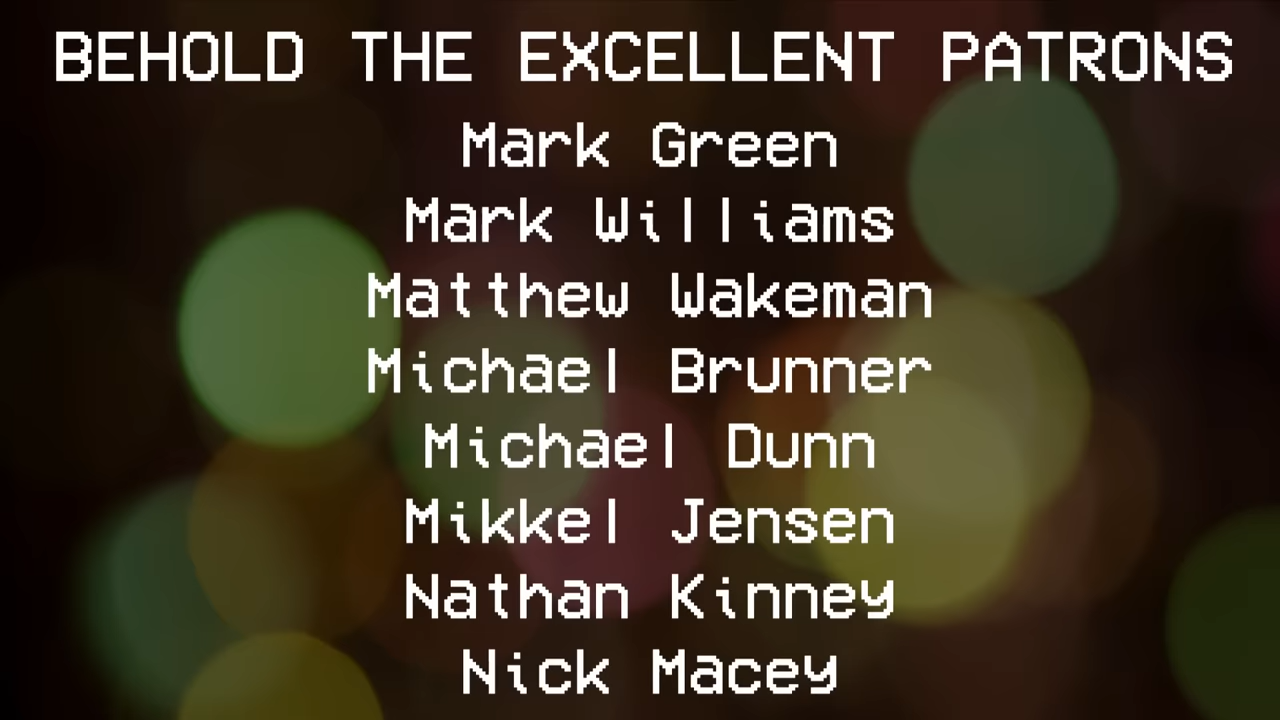 BEHOLD THE EXCELLENT PATRONS
Mark Green
Mark Williams
Matthew Wakeman
Michael Brunner
Michael Dunn
Mikkel Jensen
Nathan Kinney
Nick Macey